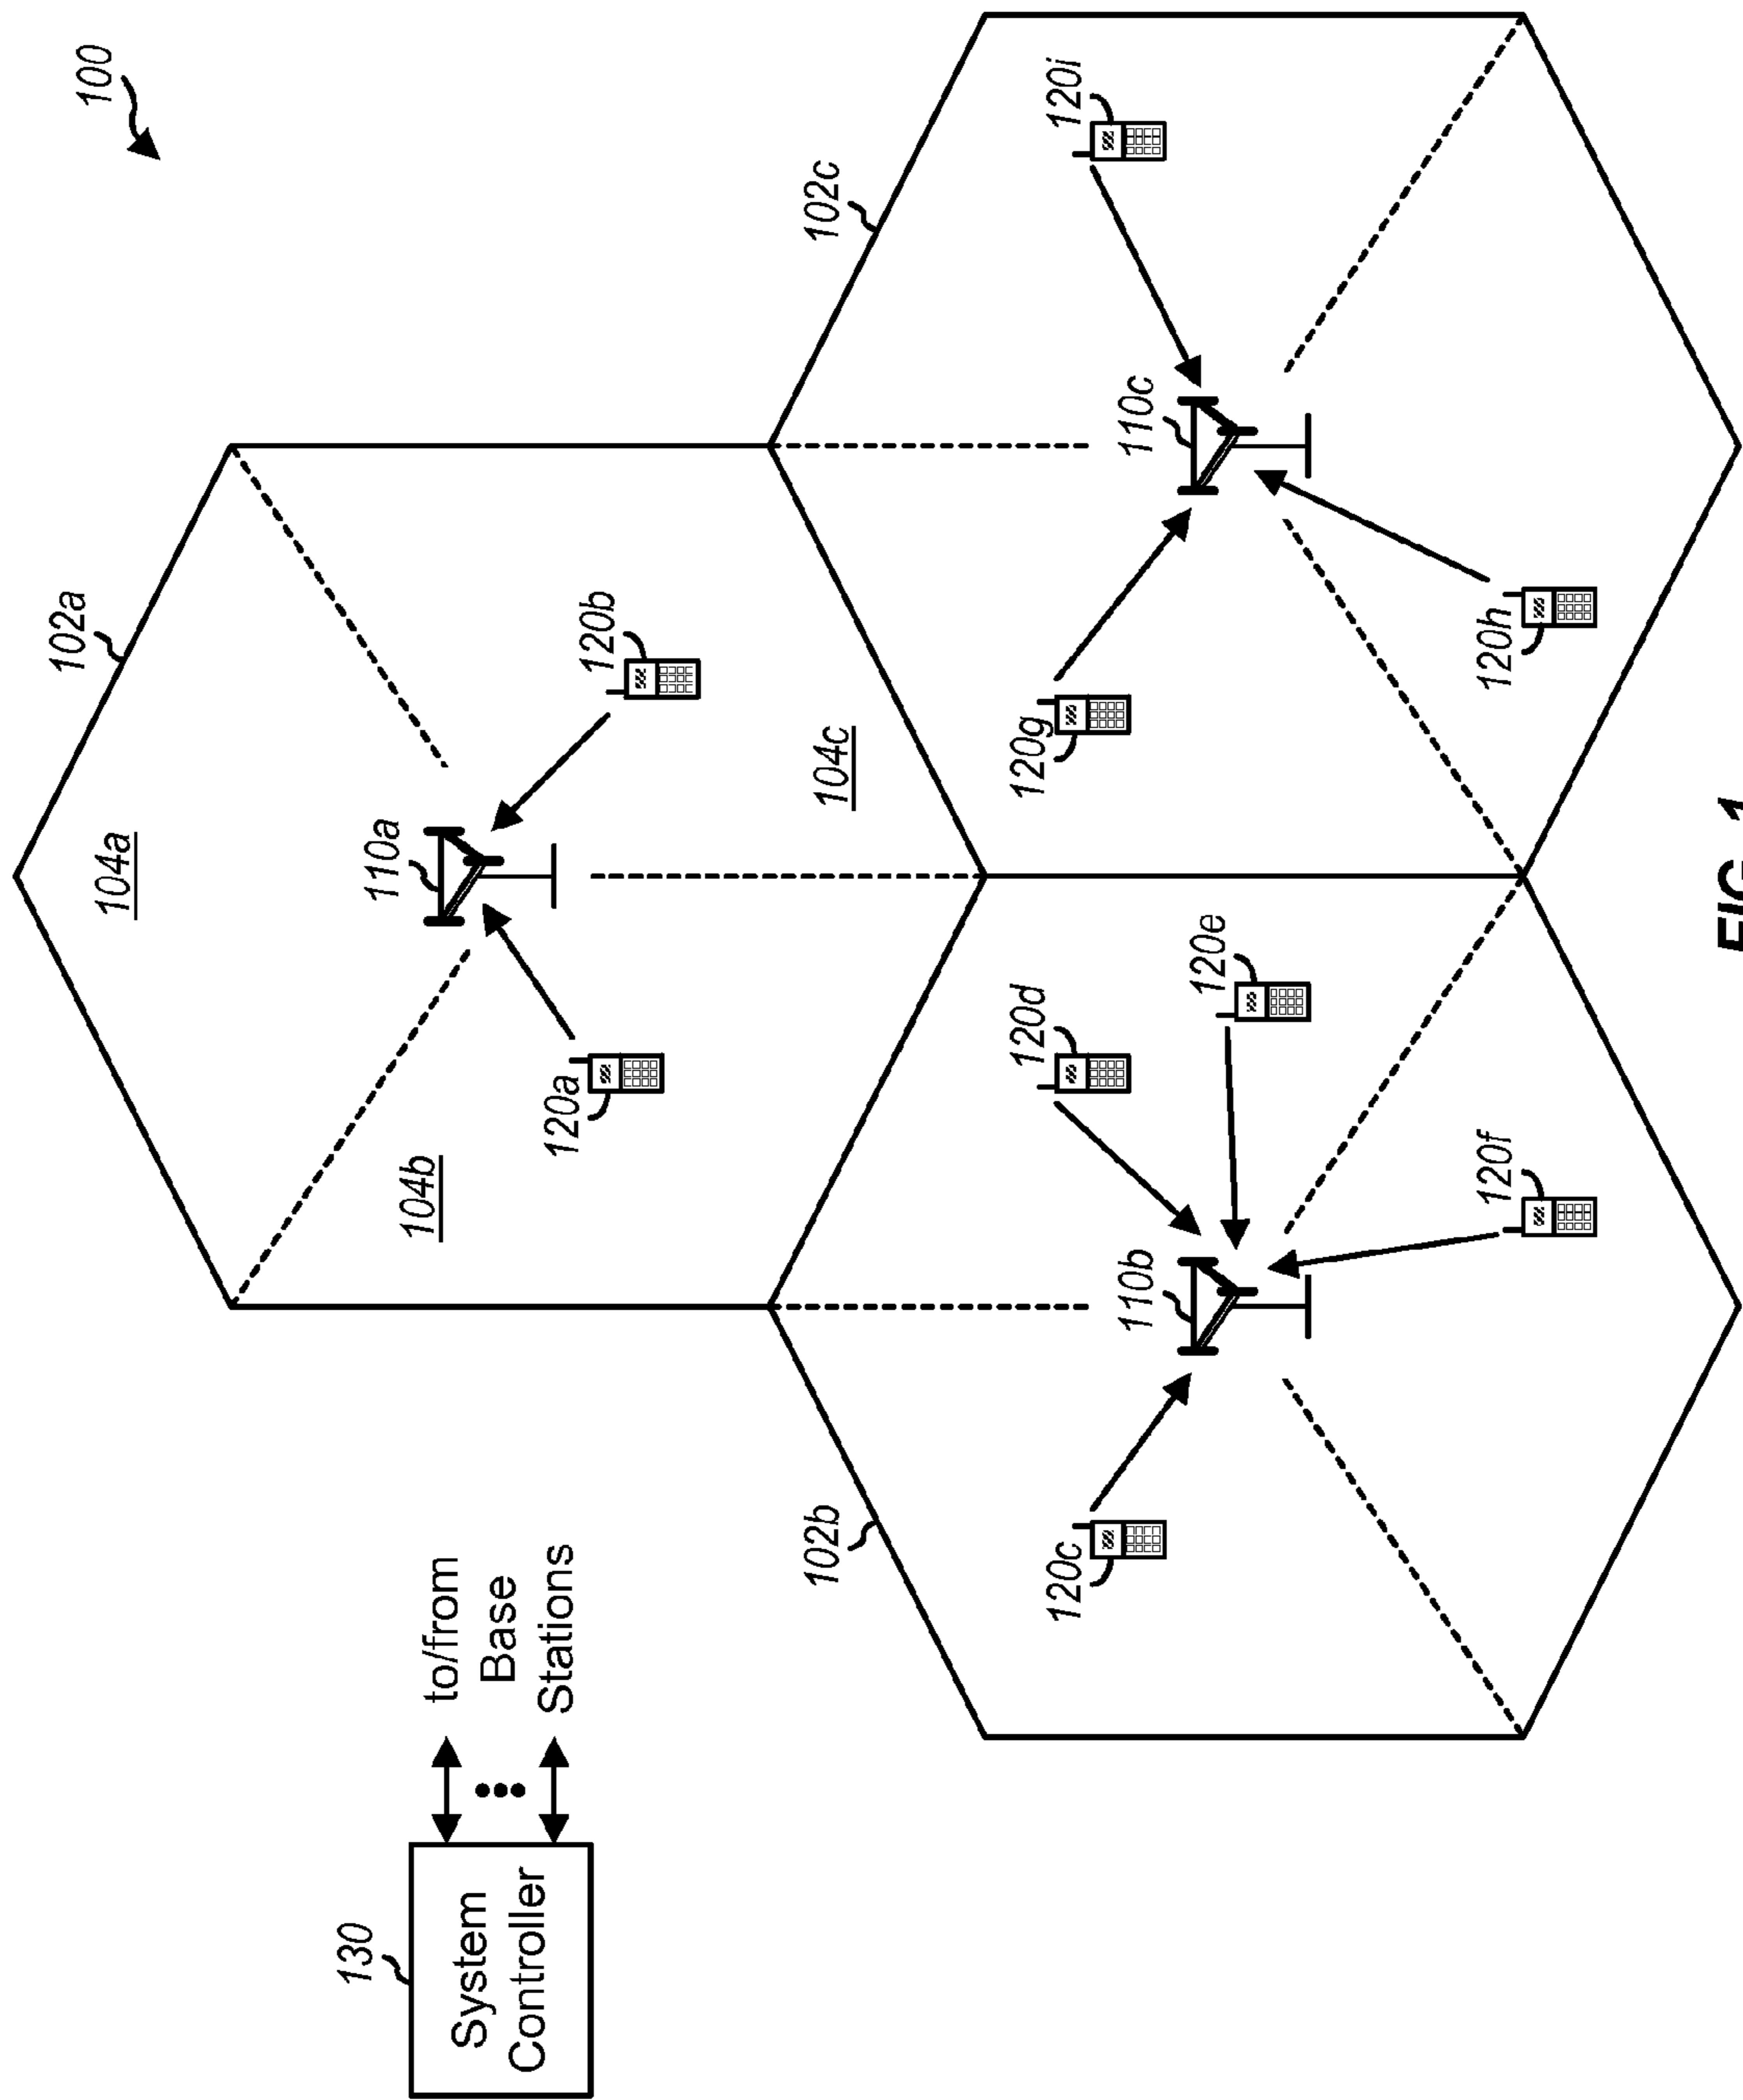 100
130
System
Controller
to/from
Base
Stations
102a
104a
110a
104b
120a
120b
104c
102b
102c
120c
110b
120d
120e
120f
120g
110c
120i
120h
FIG. 1